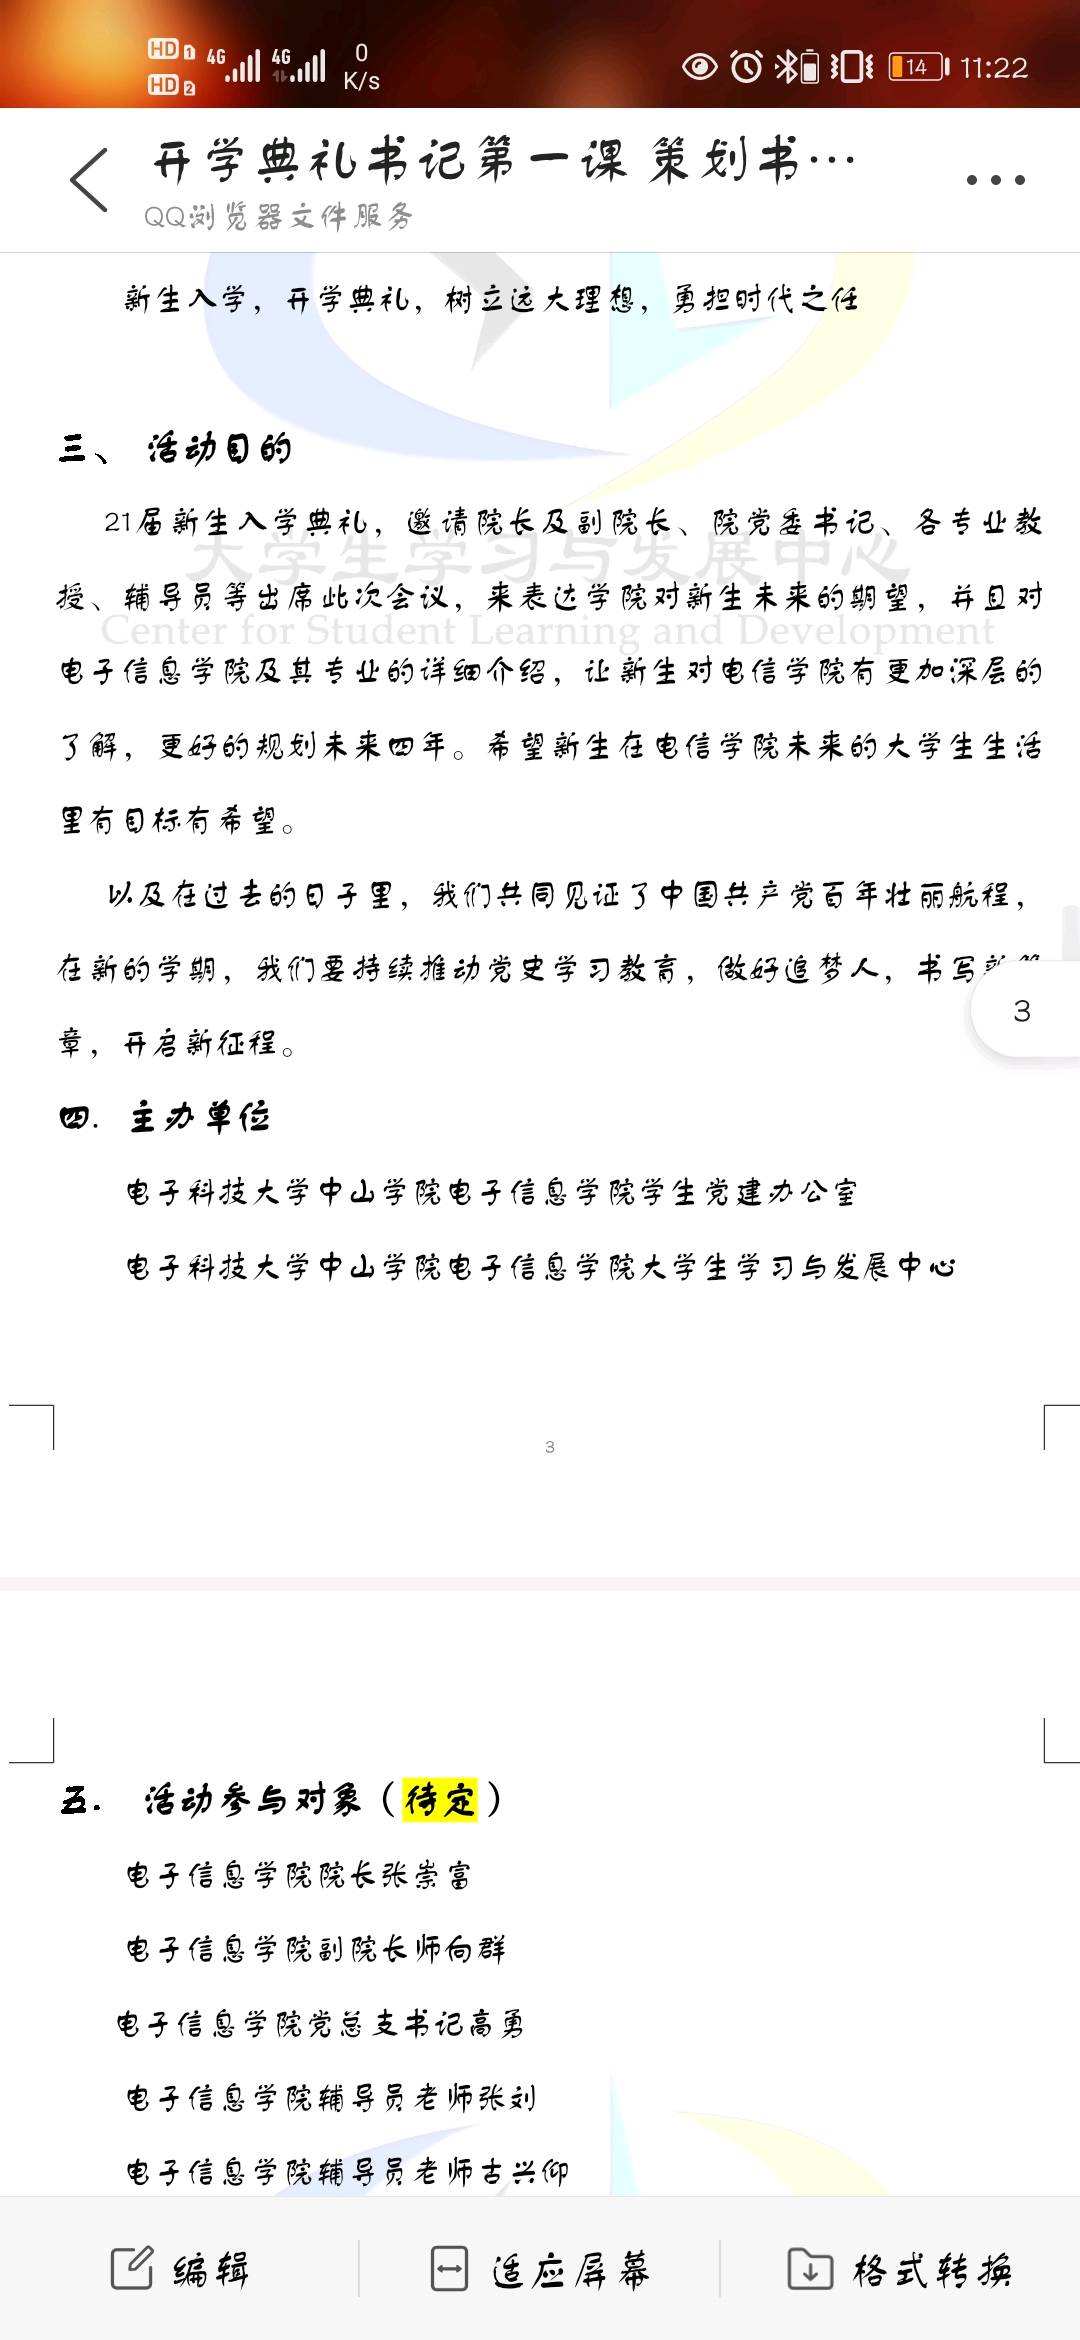 HD 1 4G 4G 0
HD 2 K/s
14 11:22
开学典礼书记第一课 策划书…
QQ浏览器文件服务
新生入学，开学典礼，树立远大理想，勇担时代之任
三、 活动目的
21届新生入学典礼，邀请院长及副院长、院党委书记、各专业教
大学生学习与发展中心
授、辅导员等出席此次会议，来表达学院对新生未来的期望，并且对
Center for Student Learning and Development
电子信息学院及其专业的详细介绍，让新生对电信学院有更加深层的
了解，更好的规划未来四年。希望新生在电信学院未来的大学生生活
里有目标有希望。
以及在过去的日子里，我们共同见证了中国共产党百年壮丽航程，
在新的学期，我们要持续推动党史学习教育，做好追梦人，书写新篇
3
章，开启新征程。
四. 主办单位
电子科技大学中山学院电子信息学院学生党建办公室
电子科技大学中山学院电子信息学院大学生学习与发展中心
3
五. 活动参与对象（待定）
电子信息学院院长张崇富
电子信息学院副院长师向群
电子信息学院党总支书记高勇
电子信息学院辅导员老师张刘
电子信息学院辅导员老师古兴仰
编辑
适应屏幕
格式转换